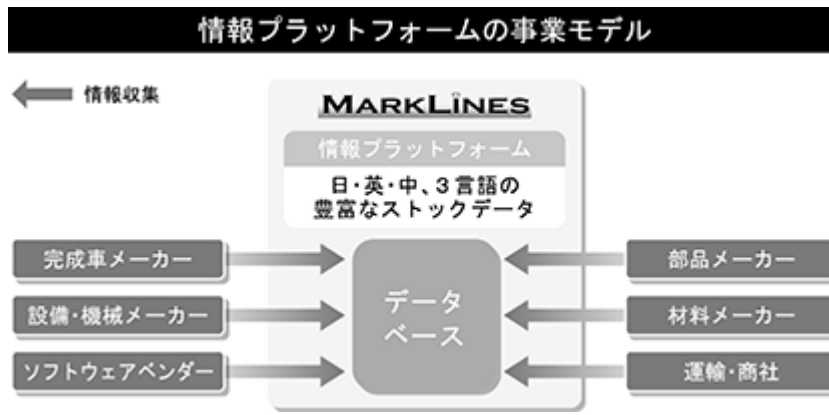 情報プラットフォームの事業モデル
情報収集
MARKLINES
情報プラットフォーム
日・英・中、3言語の
豊富なストックデータ
完成車メーカー
設備・機械メーカー
ソフトウェアベンダー
データ
ベース
部品メーカー
材料メーカー
運輸・商社